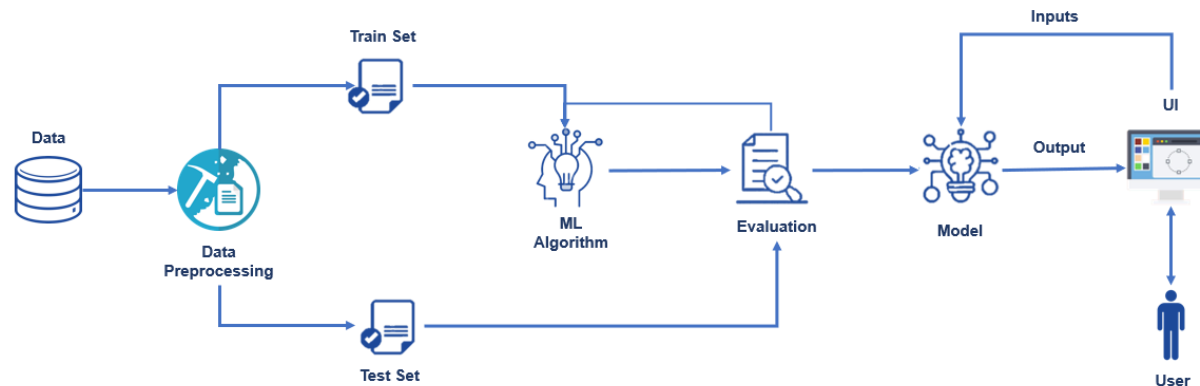 Data
Data
Preprocessing
Train Set
Test Set
ML
Algorithm
Evaluation
Model
Inputs
Output
UI
User